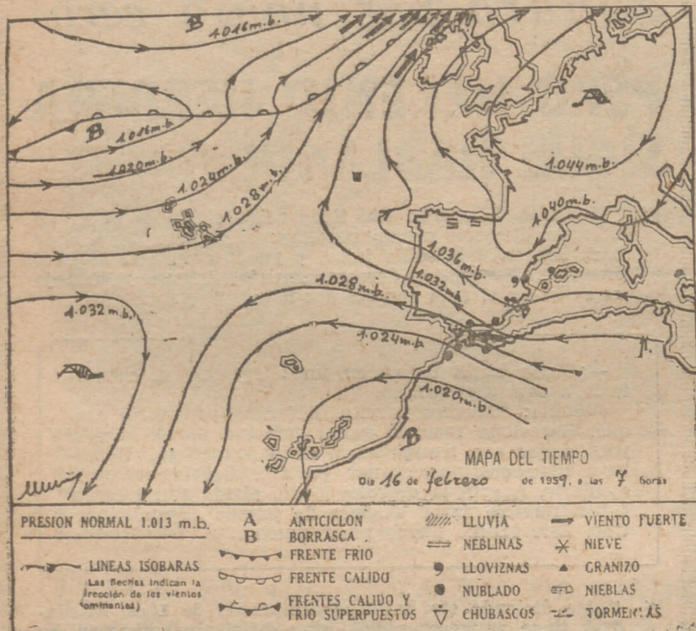 B
1.016 m.b.
A
B
1.016 m.b.
1.020 m.b.
1.024 m.b.
1.028 m.b.
1.044 m.b.
1.040 m.b.
1.036 m.b.
1.032 m.b.
1.028 m.b.
1.032 m.b.
1.024 m.b.
1.020 m.b.
B
MAPA DEL TIEMPO
Dia 16 de febrero de 1959, a las 7 horas
PRESION NORMAL 1.013 m.b.
LINEAS ISOBARAS
(Las flechas indican la
dirección de los vientos
dominantes)
A ANTICICLON
B BORRASCA
FRENTE FRIO
FRENTE CALIDO
FRENTES CALIDO Y
FRIO SUPERPUESTOS
LLUVIA
NEBLINAS
LLOVIZNAS
NUBLADO
CHUBASCOS
VIENTO FUERTE
NIEVE
GRANIZO
NIEBLAS
TORMENTAS